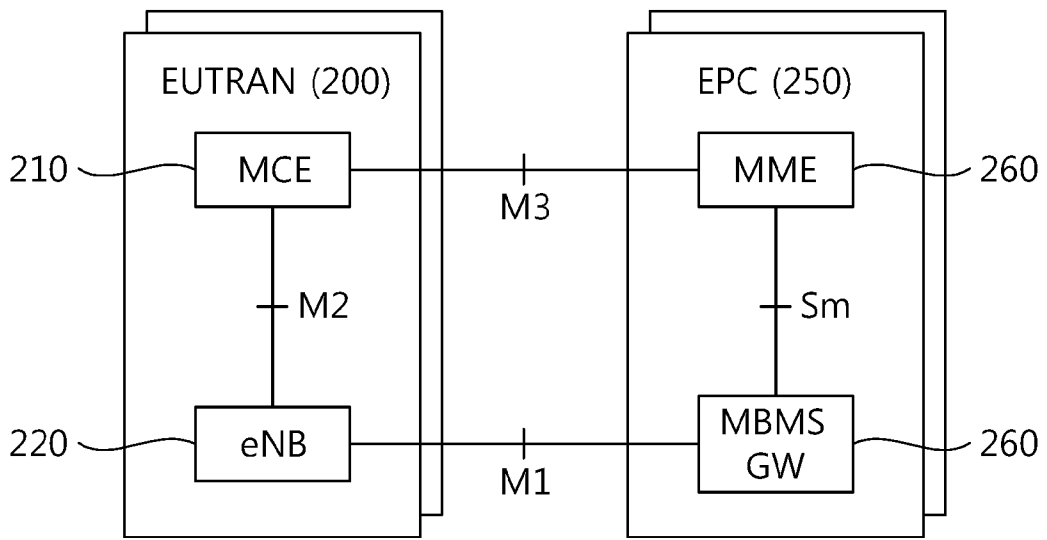 EUTRAN (200)
EPC (250)
210
MCE
MME
260
M3
M2
Sm
220
eNB
MBMS
GW
260
M1